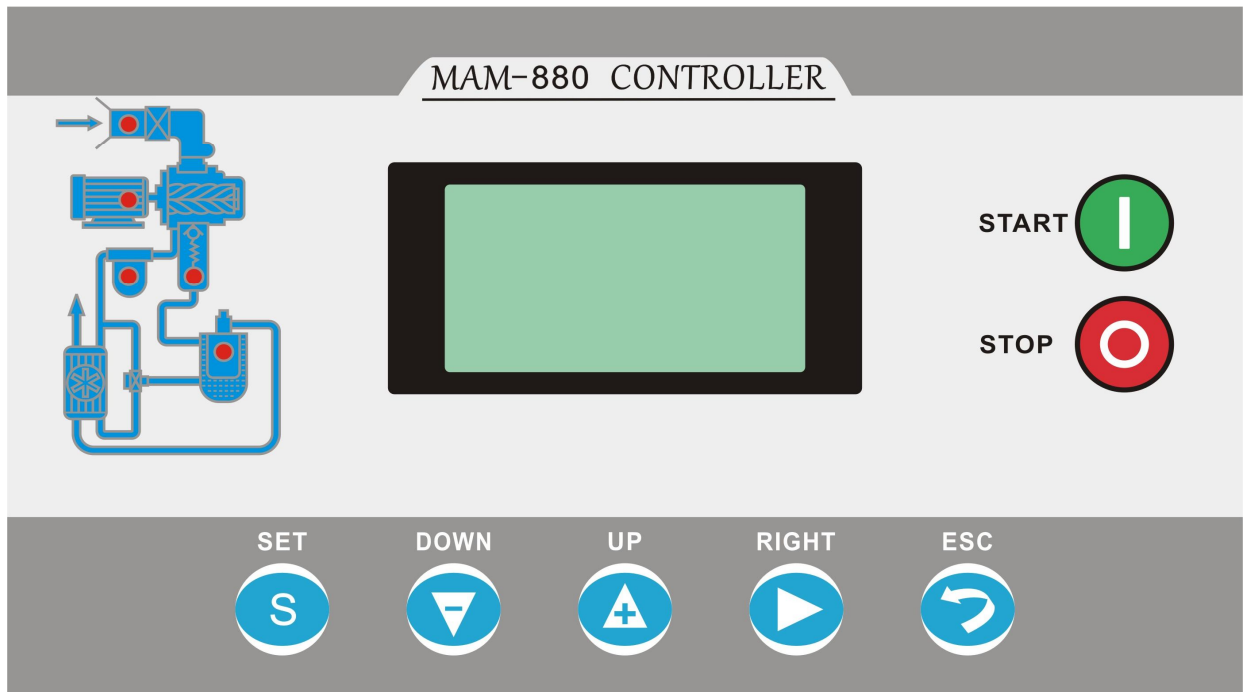 MAM-880 CONTROLLER
START
STOP
SET DOWN UP RIGHT ESC
S - +